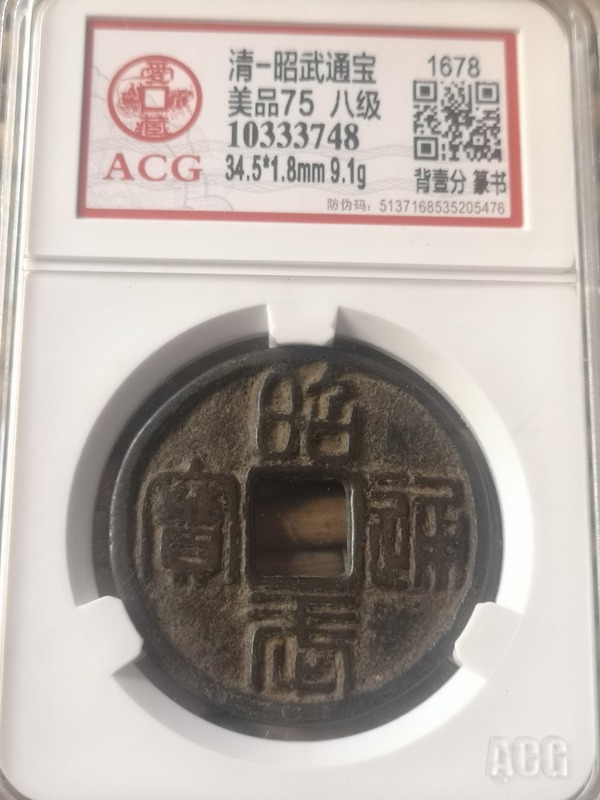 清-昭武通宝
1678
美品75 八级
10333748
ACG
34.5*1.8mm 9.1g
背壹分 篆书
防伪码：5137168535205476
昭
寳 通
武
ACG